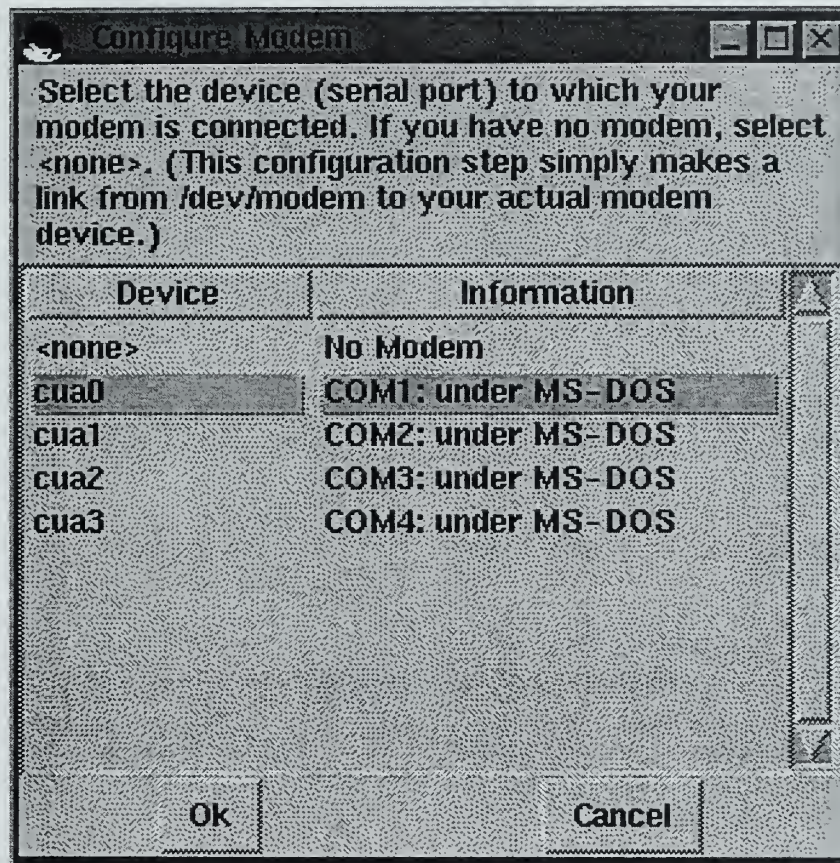 Configure Modem
Select the device (serial port) to which your
modem is connected. If you have no modem, select
<none>. (This configuration step simply makes a
link from /dev/modem to your actual modem
device.)
Device Information
<none> No Modem
cua0 COM1: under MS-DOS
cua1 COM2: under MS-DOS
cua2 COM3: under MS-DOS
cua3 COM4: under MS-DOS
Ok Cancel